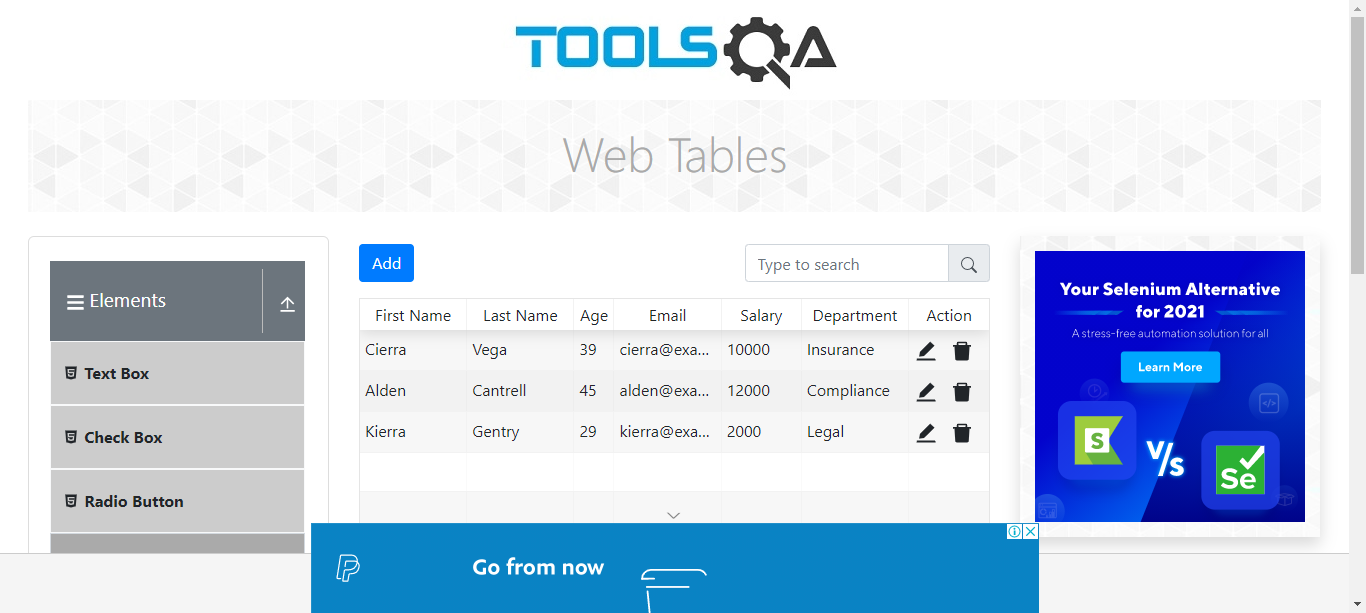 TOOLSQA
Web Tables
Elements
Text Box
Check Box
Radio Button
Add
Type to search
First Name Last Name Age Email Salary Department Action
Cierra Vega 39 cierra@exa... 10000 Insurance
Alden Cantrell 45 alden@exa... 12000 Compliance
Kierra Gentry 29 kierra@exa... 2000 Legal
Your Selenium Alternative
for 2021
A stress-free automation solution for all
Learn More
S
V/s
Se
Go from now